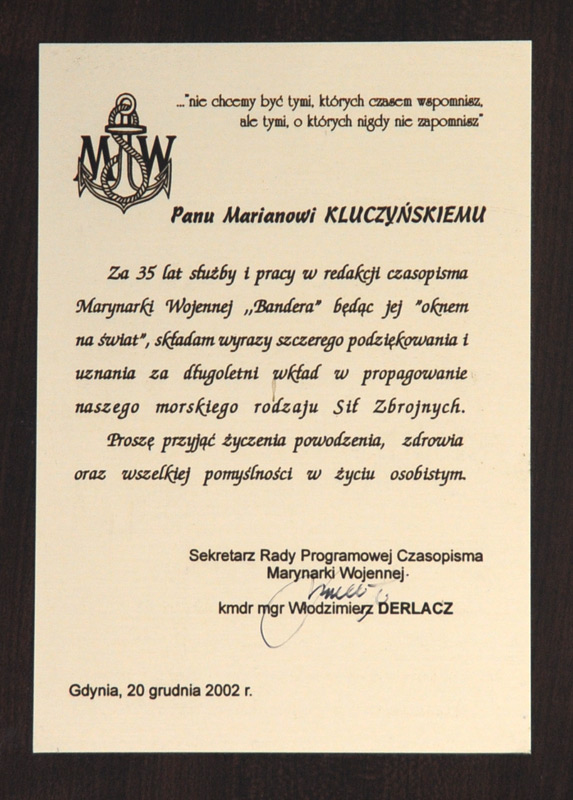 ..."nie chcemy być tymi, których czasem wspomnisz,
ale tymi, o których nigdy nie zapomnisz"
MW
Panu Marianowi KLUCZYŃSKIEMU
Za 35 lat służby i pracy w redakcji czasopisma
Marynarki Wojennej ,,Bandera" będąc jej "oknem
na świat", składam wyrazy szczerego podziękowania i
uznania za długoletni wkład w propagowanie
naszego morskiego rodzaju Sił Zbrojnych.
Proszę przyjąć życzenia powodzenia, zdrowia
oraz wszelkiej pomyślności w życiu osobistym.
Sekretarz Rady Programowej Czasopisma
Marynarki Wojennej
kmdr mgr Włodzimierz DERLACZ
Gdynia, 20 grudnia 2002 r.